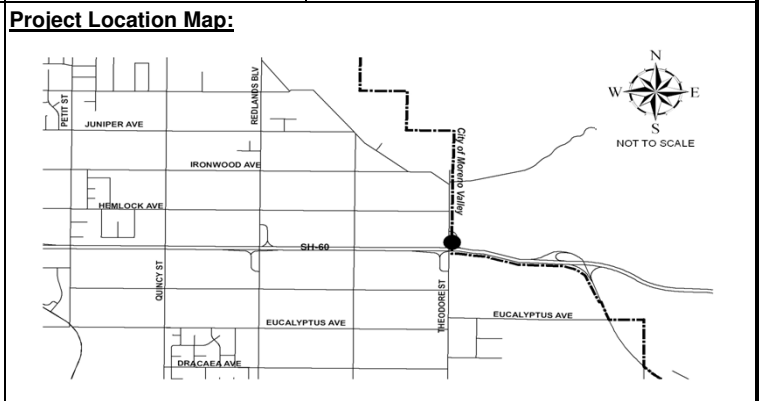 Project Location Map:
N
W
E
S
NOT TO SCALE
PETIT ST
REDLANDS BLV
JUNIPER AVE
City of Moreno Valley
IRONWOOD AVE
HEMLOCK AVE
SH-60
QUINCY ST
THEODORE ST
EUCALYPTUS AVE
EUCALYPTUS AVE
DRACAEA AVE